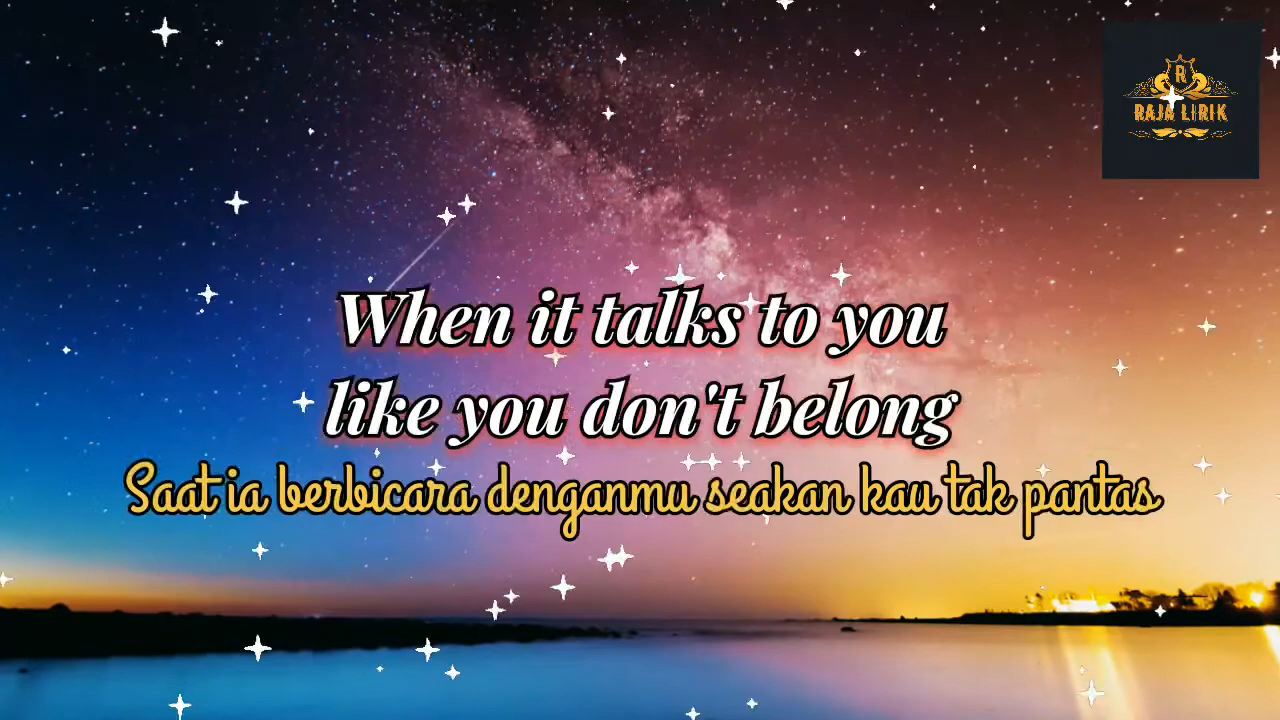 R
RAJA LIRIK
When it talks to you
like you don't belong
Saat ia berbicara denganmu seakan kau tak pantas